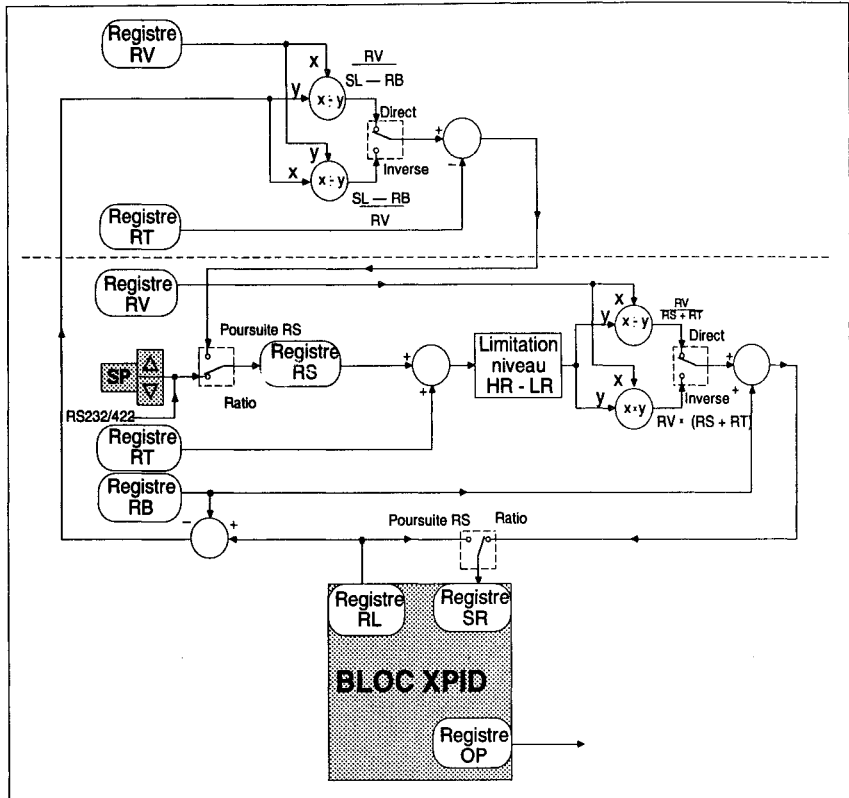 Registre
RV
x
RV
SL — RB
y
x ÷ y
Direct
y
+
-
x
x ÷ y
Inverse
SL — RB
RV
Registre
RT
Registre
RV
x
RV
RS + RT
y
x ÷ y
Direct
Poursuite RS
SP
Registre
RS
+
Limitation
niveau
HR - LR
+
+
x
RS232/422
Ratio
+
y
x × y
Inverse
RV × (RS + RT)
Registre
RT
Registre
RB
-
+
Poursuite RS
Ratio
Registre
RL
Registre
SR
BLOC XPID
Registre
OP